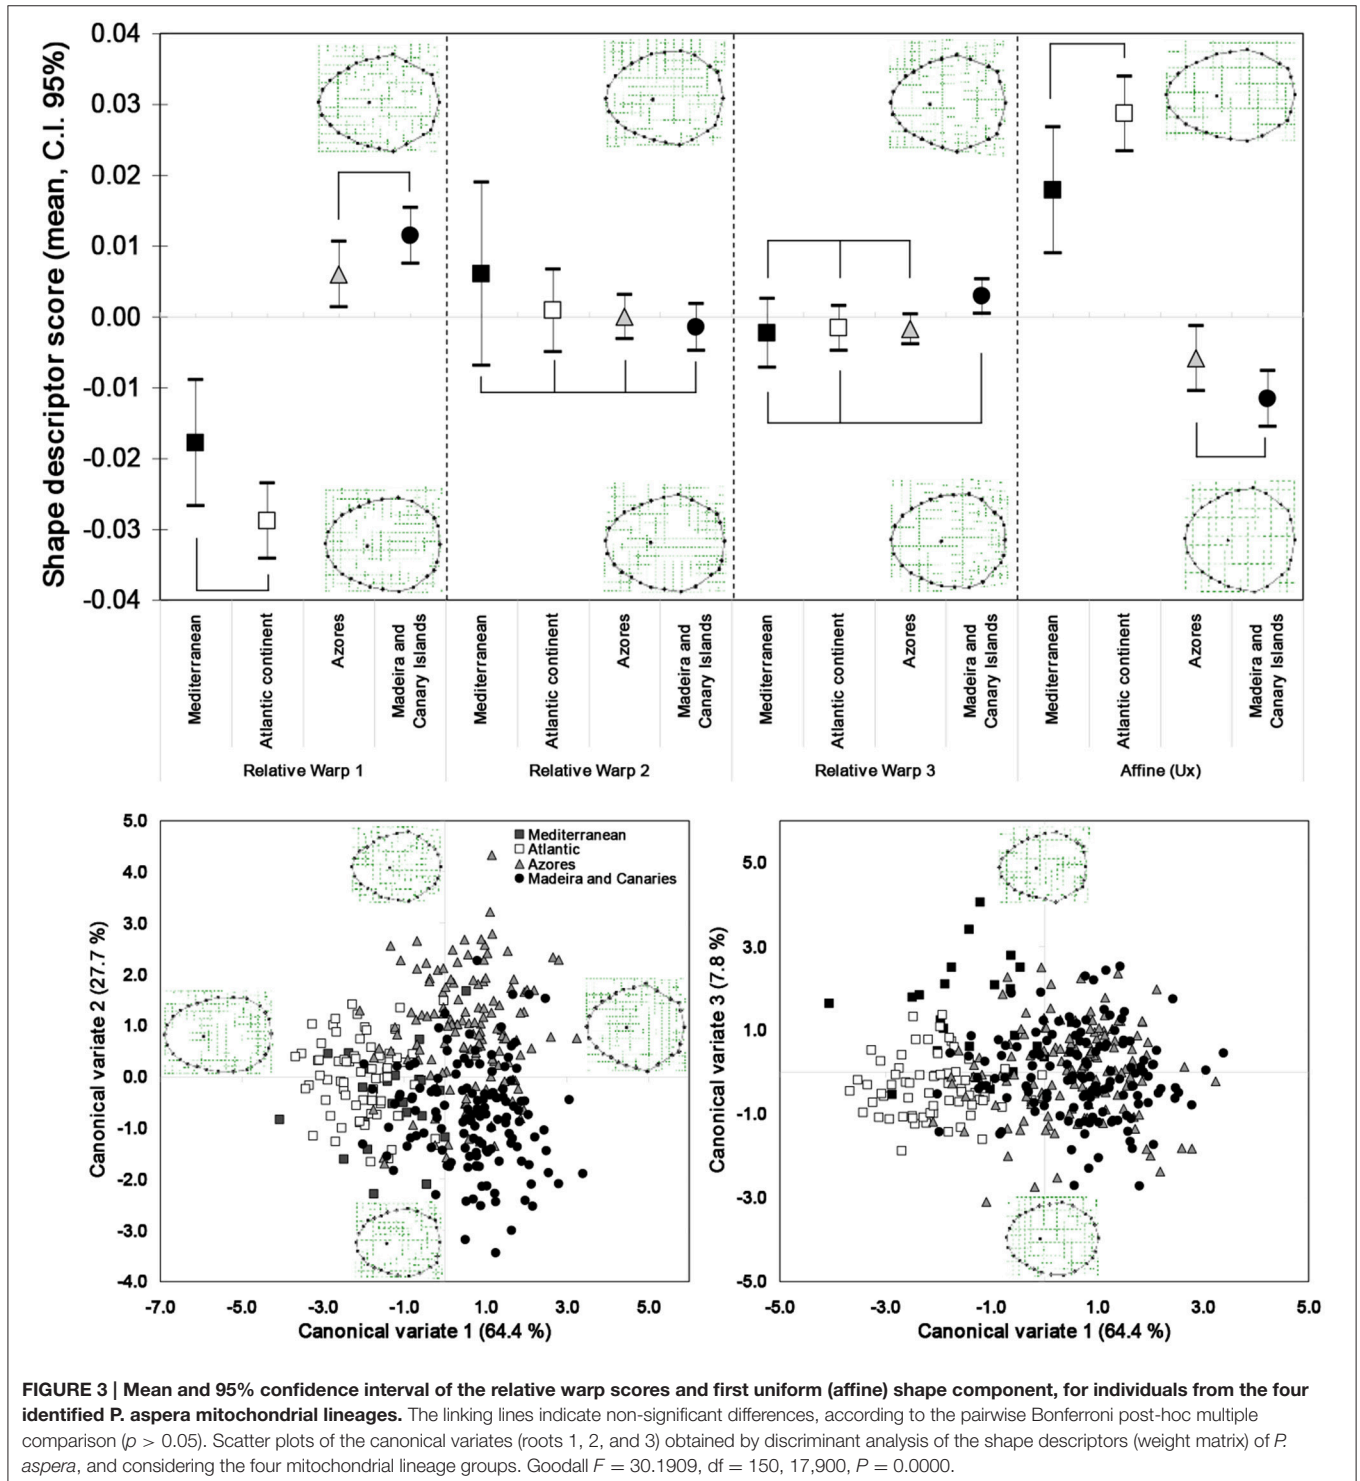 Shape descriptor score (mean, C.I. 95%)
0.04
0.03
0.02
0.01
0.00
-0.01
-0.02
-0.03
-0.04
Mediterranean
Atlantic continent
Azores
Madeira and
Canary Islands
Mediterranean
Atlantic continent
Azores
Madeira and
Canary Islands
Mediterranean
Atlantic continent
Azores
Madeira and
Canary Islands
Mediterranean
Atlantic continent
Azores
Madeira and
Canary Islands
Relative Warp 1
Relative Warp 2
Relative Warp 3
Affine (Ux)
Canonical variate 2 (27.7 %)
5.0
4.0
3.0
2.0
1.0
0.0
-1.0
-2.0
-3.0
-4.0
Mediterranean
Atlantic
Azores
Madeira and Canaries
-7.0
-5.0
-3.0
-1.0
1.0
3.0
5.0
Canonical variate 1 (64.4 %)
Canonical variate 3 (7.8 %)
5.0
3.0
1.0
-1.0
-3.0
-5.0
-5.0
-3.0
-1.0
1.0
3.0
5.0
Canonical variate 1 (64.4 %)
FIGURE 3 | Mean and 95% confidence interval of the relative warp scores and first uniform (affine) shape component, for individuals from the four
identified P. aspera mitochondrial lineages. The linking lines indicate non-significant differences, according to the pairwise Bonferroni post-hoc multiple
comparison (p > 0.05). Scatter plots of the canonical variates (roots 1, 2, and 3) obtained by discriminant analysis of the shape descriptors (weight matrix) of P.
aspera, and considering the four mitochondrial lineage groups. Goodall F = 30.1909, df = 150, 17,900, P = 0.0000.